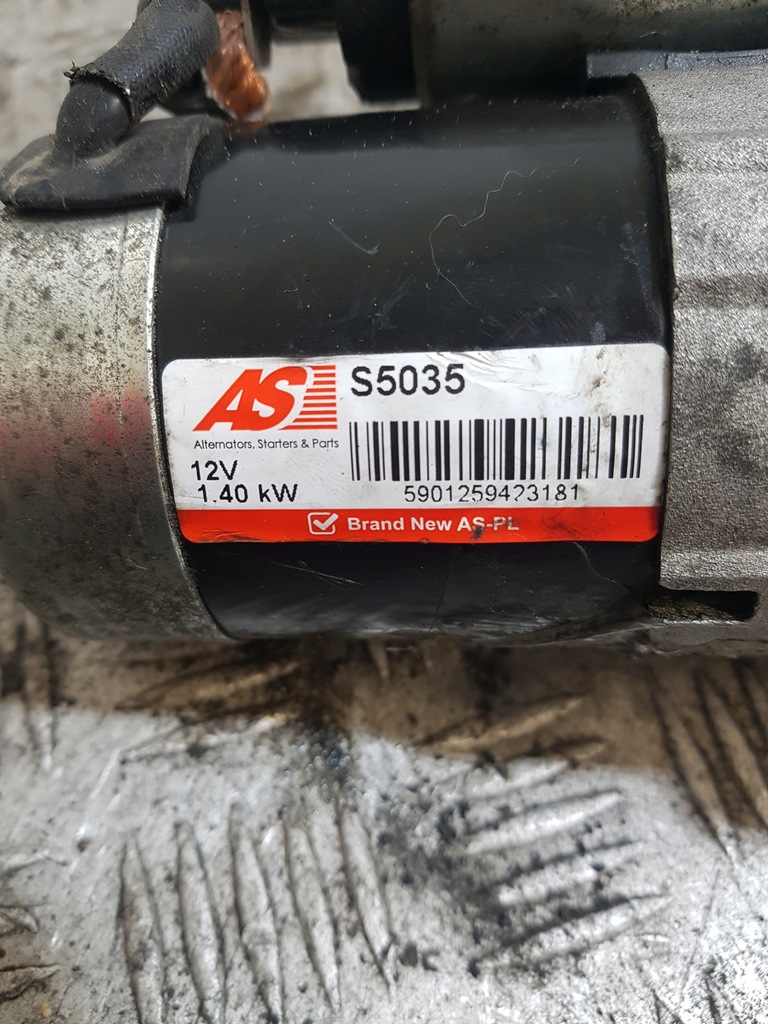 AS
S5035
Alternators, Starters & Parts
12V
1.40 kW
5901259423181
Brand New AS-PL